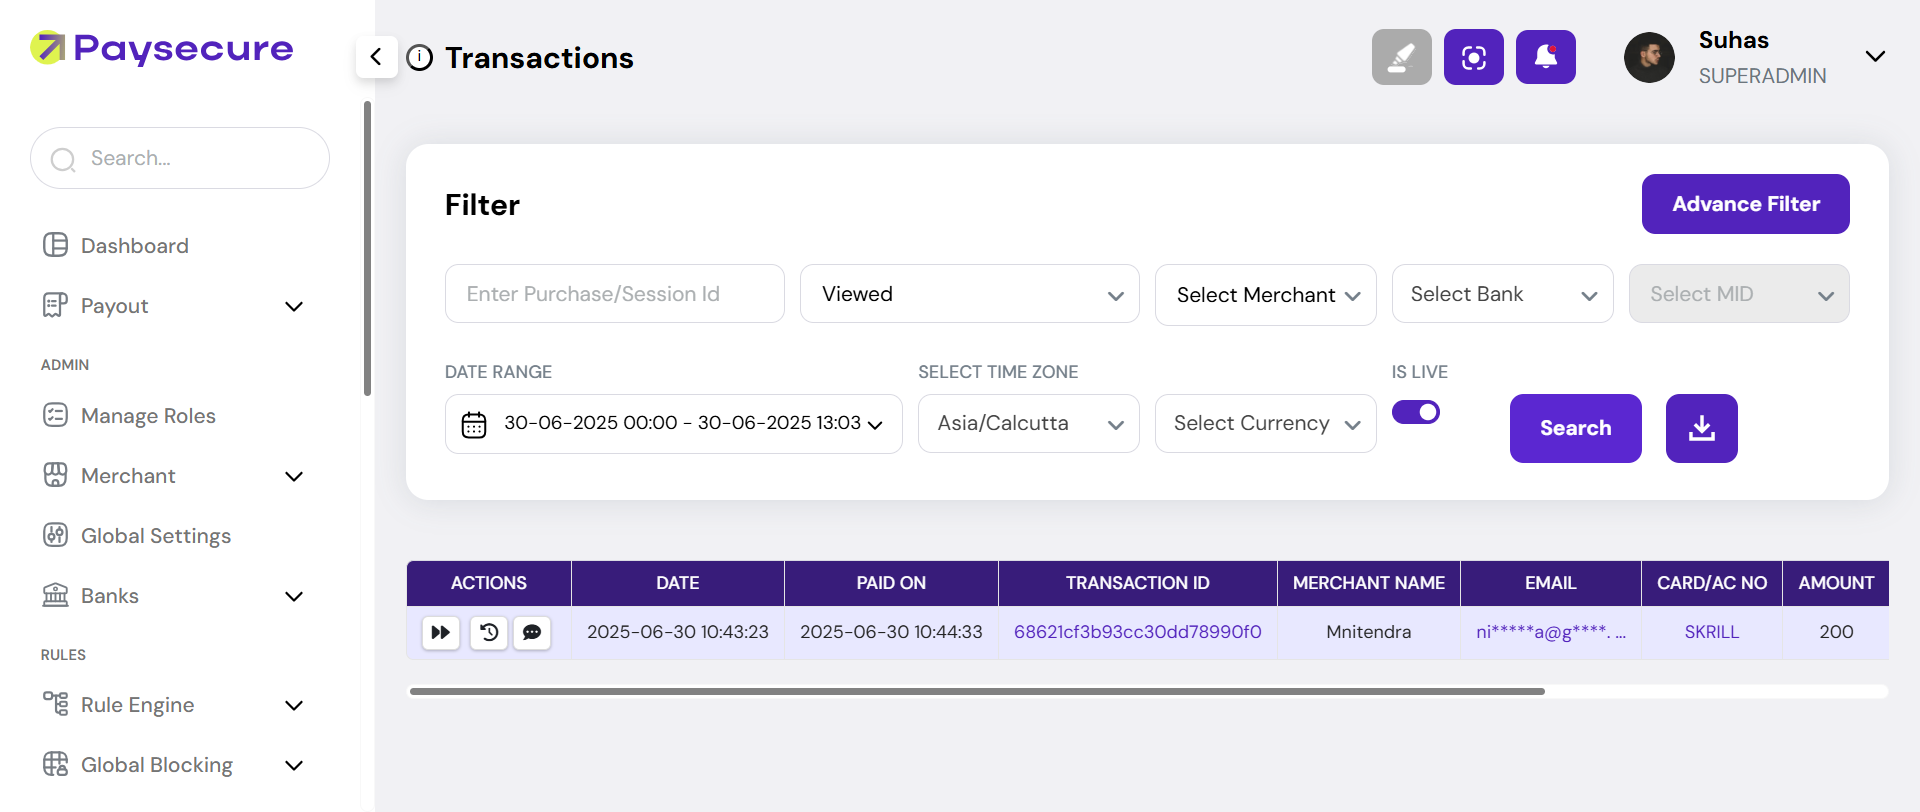 Paysecure
Search...
Dashboard
Payout
ADMIN
Manage Roles
Merchant
Global Settings
Banks
RULES
Rule Engine
Global Blocking
Transactions
Suhas
SUPERADMIN
Filter
Advance Filter
Enter Purchase/Session Id
Viewed
Select Merchant
Select Bank
Select MID
DATE RANGE
SELECT TIME ZONE
IS LIVE
30-06-2025 00:00 - 30-06-2025 13:03
Asia/Calcutta
Select Currency
Search
ACTIONS DATE PAID ON TRANSACTION ID MERCHANT NAME EMAIL CARD/AC NO AMOUNT
2025-06-30 10:43:23 2025-06-30 10:44:33 68621cf3b93cc30dd78990f0 Mnitendra ni*****a@g****. ... SKRILL 200